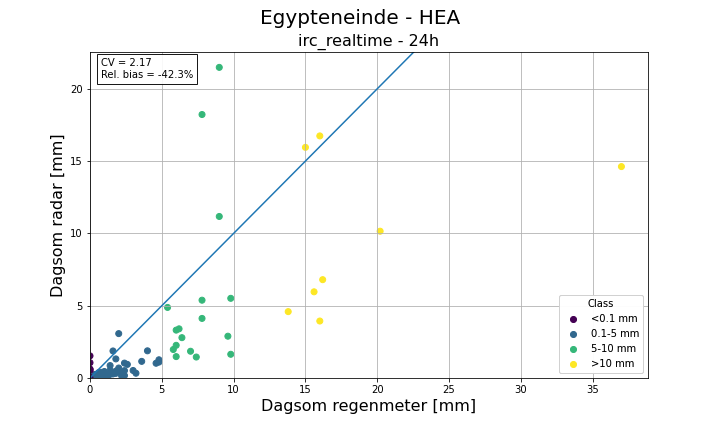 Egypteneinde - HEA
irc_realtime - 24h
CV = 2.17
Rel. bias = -42.3%
Dagsom radar [mm]
20
15
10
5
0
0 5 10 15 20 25 30 35
Dagsom regenmeter [mm]
Class
<0.1 mm
0.1-5 mm
5-10 mm
>10 mm